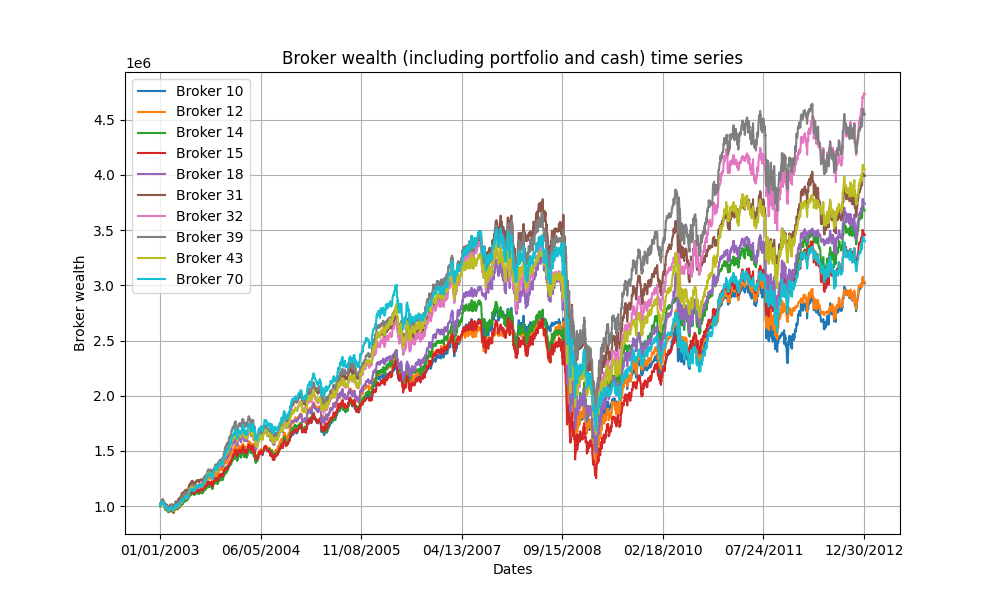 Broker wealth (including portfolio and cash) time series
1e6
Broker 10
Broker 12
Broker 14
Broker 15
Broker 18
Broker 31
Broker 32
Broker 39
Broker 43
Broker 70
4.5
4.0
3.5
3.0
2.5
2.0
1.5
1.0
Broker wealth
01/01/2003 06/05/2004 11/08/2005 04/13/2007 09/15/2008 02/18/2010 07/24/2011 12/30/2012
Dates